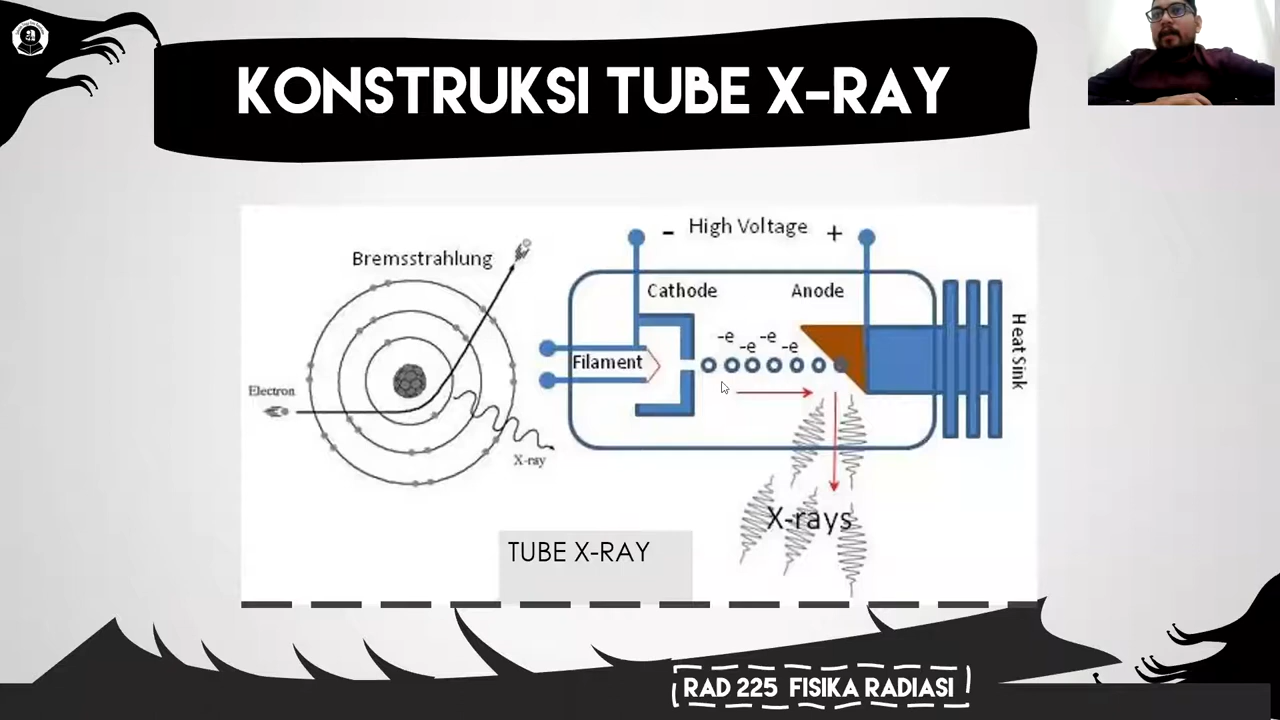 KONSTRUKSI TUBE X-RAY
Bremsstrahlung
Electron
X-ray
- High Voltage +
Cathode
Anode
Filament
-e
-e
-e
-e
Heat Sink
X-rays
TUBE X-RAY
RAD 225 FISIKA RADIASI